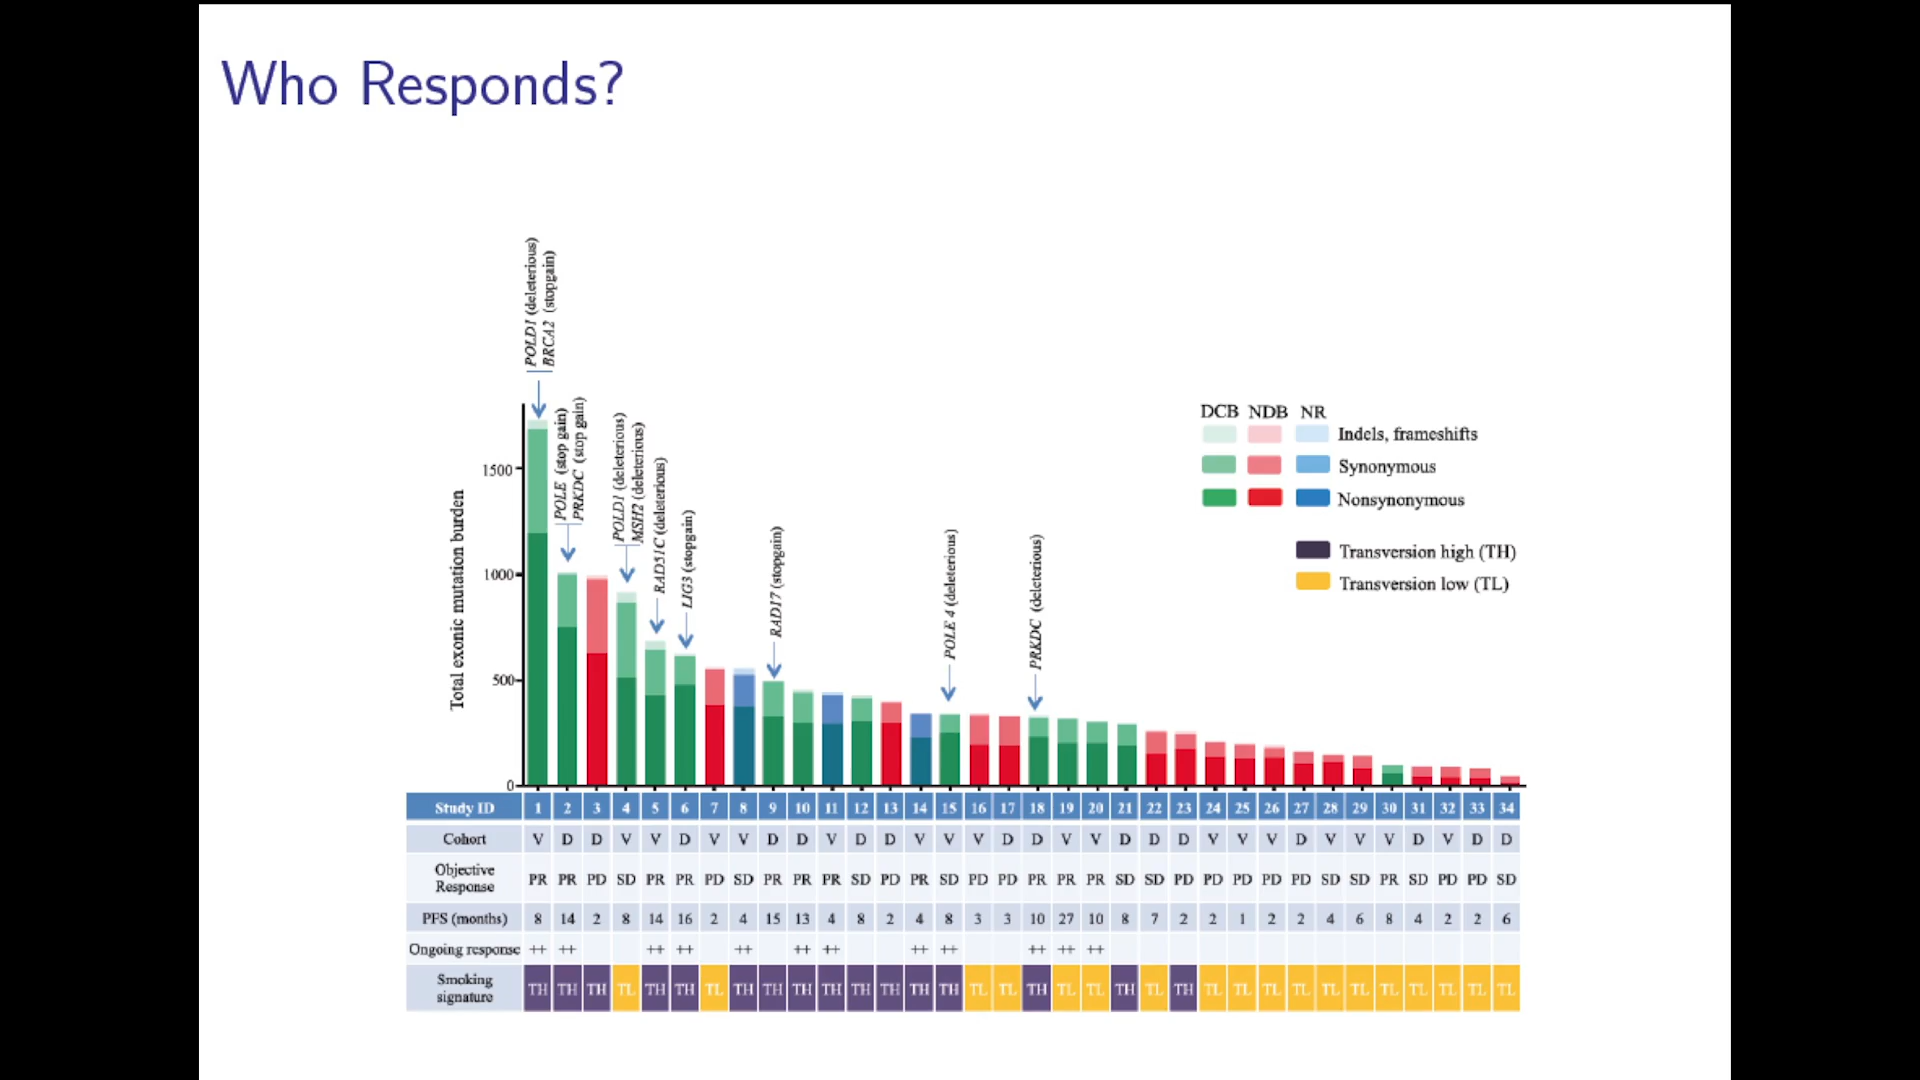 Who Responds?
POLD1 (deleterious)
BRCA2 (stopgain)
POLE (stop gain)
PRKDC (stop gain)
POLD1 (deleterious)
MSH2 (deleterious)
RAD51C (deleterious)
LIG3 (stopgain)
RAD17 (stopgain)
POLE 4 (deleterious)
PRKDC (deleterious)
DCB NDB NR
Indels, frameshifts
Synonymous
Nonsynonymous
Transversion high (TH)
Transversion low (TL)
Total exonic mutation burden
1500
1000
500
0
Study ID 1 2 3 4 5 6 7 8 9 10 11 12 13 14 15 16 17 18 19 20 21 22 23 24 25 26 27 28 29 30 31 32 33 34
Cohort V D D V V D V V D D V D D V V V D D V V D D D V V V D V V V D V D D
Objective
Response PR PR PD SD PR PR PD SD PR PR PR SD PD PR SD PD PD PR PR PR SD SD PD PD PD PD PD SD SD PR SD PD PD SD
PFS (months) 8 14 2 8 14 16 2 4 15 13 4 8 2 4 8 3 3 10 27 10 8 7 2 2 1 2 2 4 6 8 4 2 2 6
Ongoing response ++ ++ ++ ++ ++ ++ ++ ++ ++ ++ ++ ++
Smoking
signature TH TH TH TL TH TH TL TH TH TH TH TH TH TH TH TL TL TH TL TL TH TL TH TL TL TL TL TL TL TL TL TL TL TL